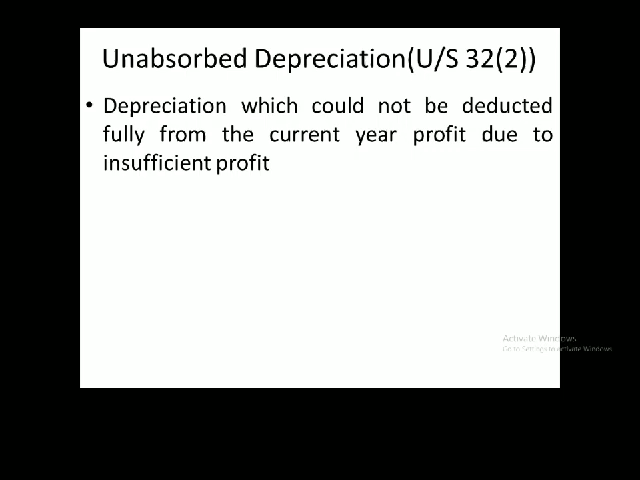 Unabsorbed Depreciation(U/S 32(2))
• Depreciation which could not be deducted
fully from the current year profit due to
insufficient profit
Activate Windows
Go to Settings to activate Windows.